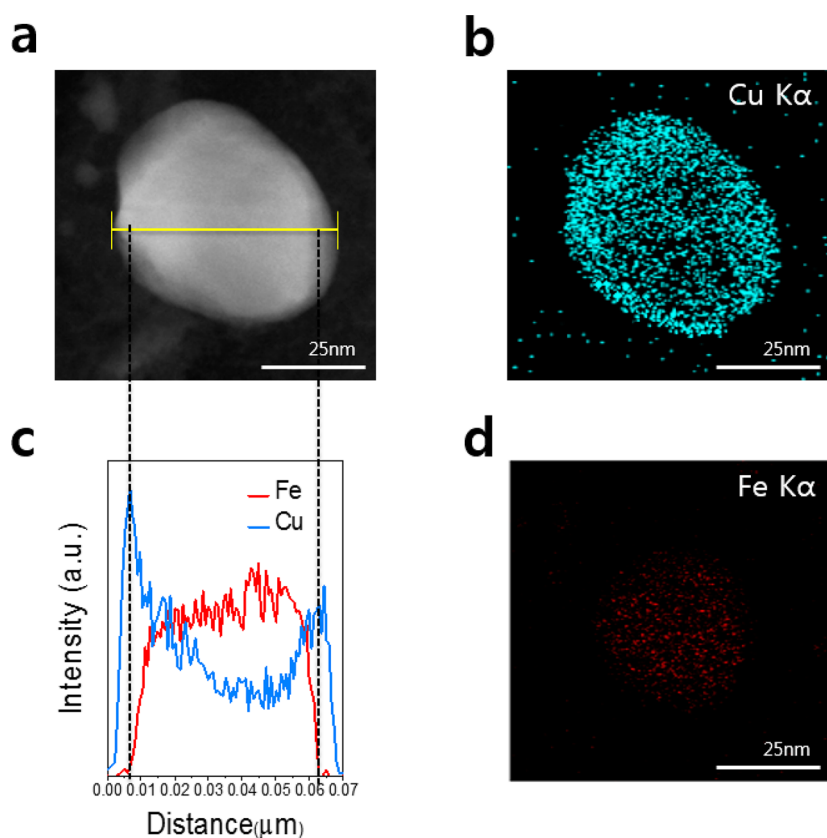 a
25nm
b
Cu Kα
25nm
c
Fe
Cu
Intensity (a.u.)
0.00 0.01 0.02 0.03 0.04 0.05 0.06 0.07
Distance(μm)
d
Fe Kα
25nm